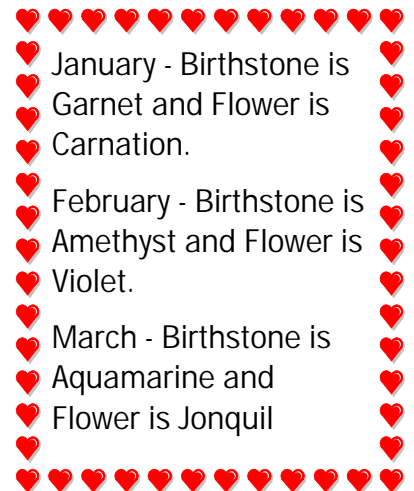 January - Birthstone is
Garnet and Flower is
Carnation.
February - Birthstone is
Amethyst and Flower is
Violet.
March - Birthstone is
Aquamarine and
Flower is Jonquil